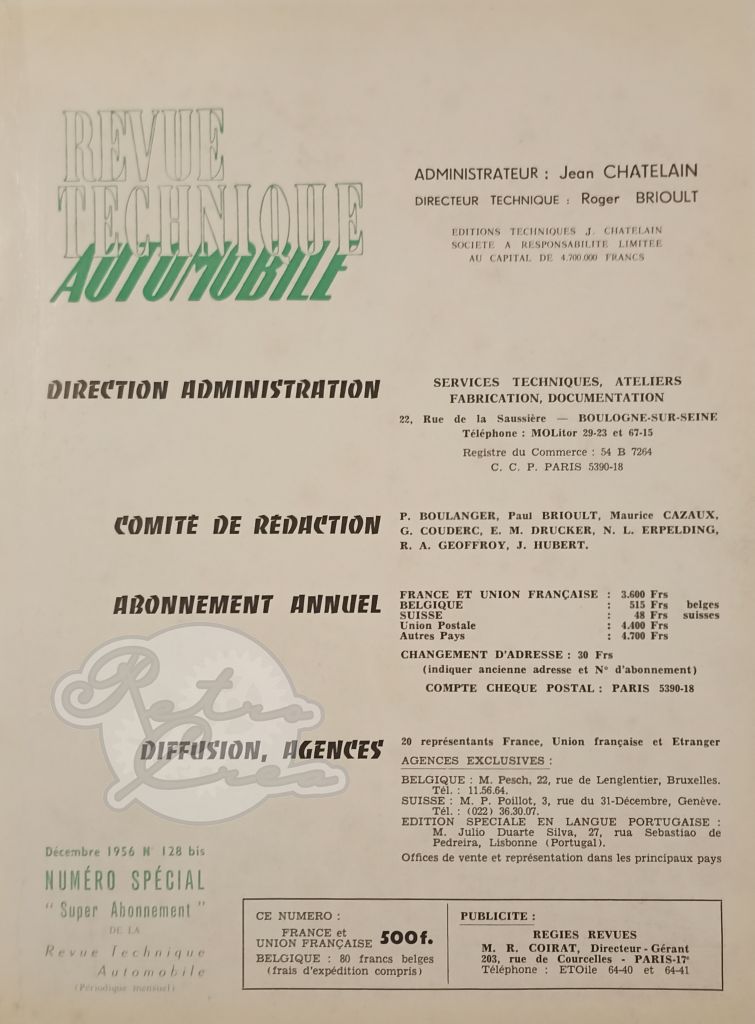 REVUE
TECHNIQUE
AUTOMOBILE
ADMINISTRATEUR : Jean CHATELAIN
DIRECTEUR TECHNIQUE : Roger BRIOULT
EDITIONS TECHNIQUES J. CHATELAIN
SOCIETE A RESPONSABILITE LIMITEE
AU CAPITAL DE 4.700.000 FRANCS
DIRECTION ADMINISTRATION
SERVICES TECHNIQUES, ATELIERS
FABRICATION, DOCUMENTATION
22, Rue de la Saussière — BOULOGNE-SUR-SEINE
Téléphone : MOLitor 29-23 et 67-15
Registre du Commerce : 54 B 7264
C. C. P. PARIS 5390-18
COMITÉ DE RÉDACTION
P. BOULANGER, Paul BRIOULT, Maurice CAZAUX,
G. COUDERC, E. M. DRUCKER, N. L. ERPELDING,
R. A. GEOFFROY, J. HUBERT.
ABONNEMENT ANNUEL
FRANCE ET UNION FRANÇAISE : 3.600 Frs
BELGIQUE : 515 Frs belges
SUISSE : 48 Frs suisses
Union Postale : 4.400 Frs
Autres Pays : 4.700 Frs
CHANGEMENT D'ADRESSE : 30 Frs
(indiquer ancienne adresse et N° d'abonnement)
COMPTE CHEQUE POSTAL : PARIS 5390-18
Retro
Crea
DIFFUSION, AGENCES
20 représentants France, Union française et Etranger
AGENCES EXCLUSIVES :
BELGIQUE : M. Pesch, 22, rue de Lenglentier, Bruxelles.
Tél. : 11.56.64.
SUISSE : M. P. Poillot, 3, rue du 31-Décembre, Genève.
Tél. : (022) 36.30.07.
EDITION SPECIALE EN LANGUE PORTUGAISE :
M. Julio Duarte Silva, 27, rua Sebastiao de
Pedreira, Lisbonne (Portugal).
Offices de vente et représentation dans les principaux pays
Décembre 1956 N° 128 bis
NUMÉRO SPÉCIAL
" Super Abonnement "
DE LA
Revue Technique
Automobile
(Périodique mensuel)
CE NUMERO :
FRANCE et
UNION FRANÇAISE 500f.
BELGIQUE : 80 francs belges
(frais d'expédition compris)
PUBLICITE :
REGIES REVUES
M. R. COIRAT, Directeur - Gérant
203, rue de Courcelles - PARIS-17e
Téléphone : ETOile 64-40 et 64-41